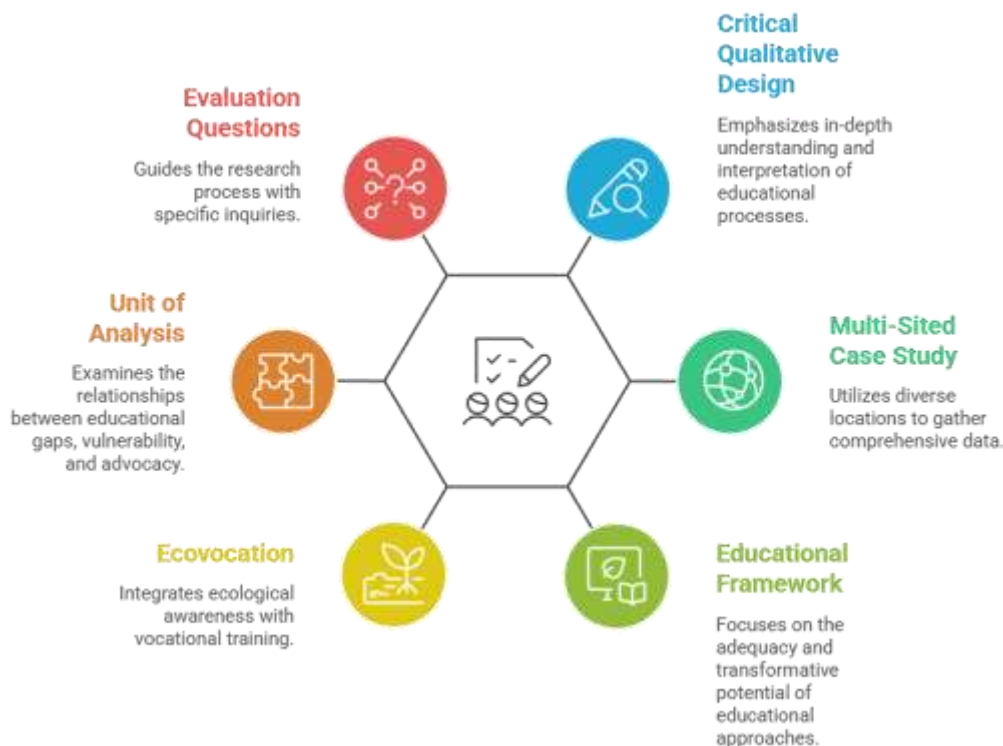 Critical
Qualitative
Design
Emphasizes in-depth
understanding and
interpretation of
educational
processes.
Evaluation
Questions
Guides the research
process with
specific inquiries.
Unit of
Analysis
Examines the
relationships
between educational
gaps, vulnerability,
and advocacy.
Multi-Sited
Case Study
Utilizes diverse
locations to gather
comprehensive data.
Ecovocation
Integrates ecological
awareness with
vocational training.
Educational
Framework
Focuses on the
adequacy and
transformative
potential of
educational
approaches.